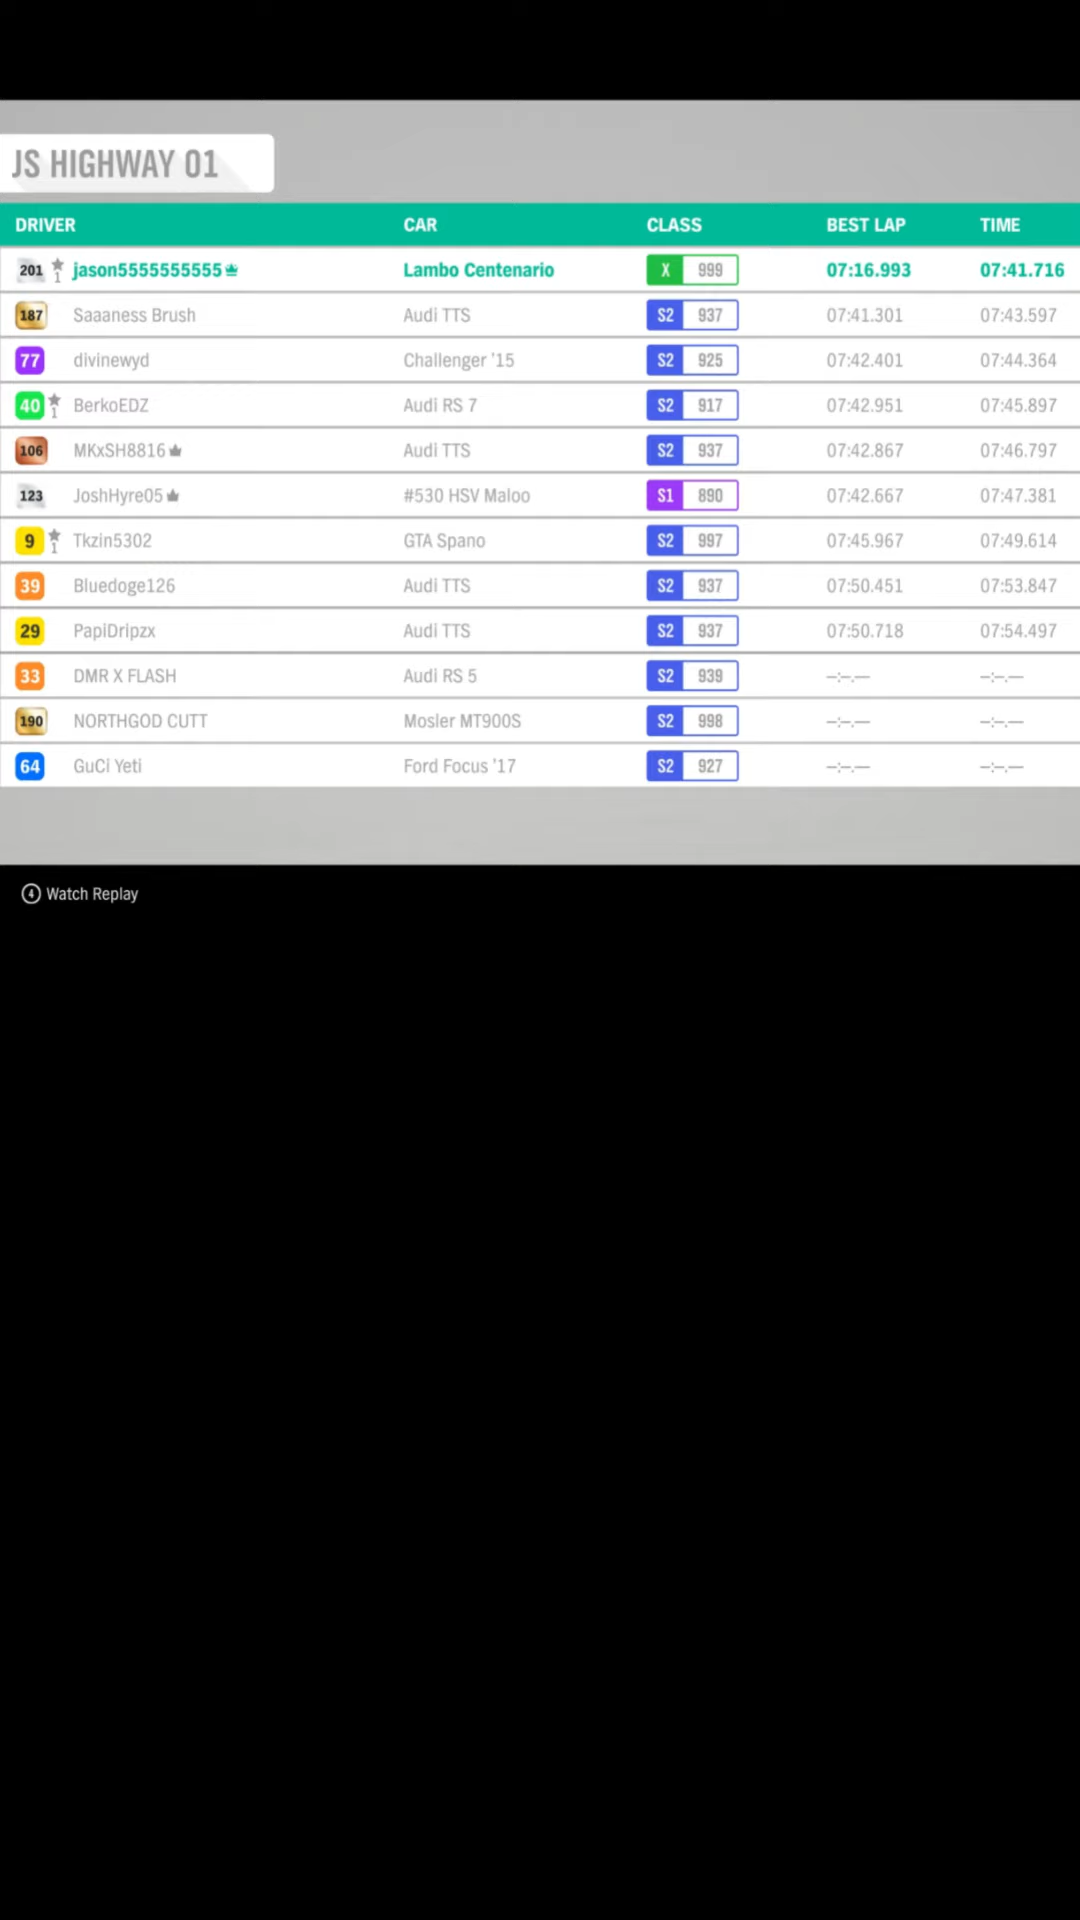 JS HIGHWAY 01
DRIVER CAR CLASS BEST LAP TIME
201 1 jason5555555555 Lambo Centenario X 999 07:16.993 07:41.716
187 Saaaness Brush Audi TTS S2 937 07:41.301 07:43.597
77 divinewyd Challenger '15 S2 925 07:42.401 07:44.364
40 1 BerkoEDZ Audi RS 7 S2 917 07:42.951 07:45.897
106 MKxSH8816 Audi TTS S2 937 07:42.867 07:46.797
123 JoshHyre05 #530 HSV Maloo S1 890 07:42.667 07:47.381
9 1 Tkzin5302 GTA Spano S2 997 07:45.967 07:49.614
39 Bluedoge126 Audi TTS S2 937 07:50.451 07:53.847
29 PapiDripzx Audi TTS S2 937 07:50.718 07:54.497
33 DMR X FLASH Audi RS 5 S2 939 --:--.--- --:--.---
190 NORTHGOD CUTT Mosler MT900S S2 998 --:--.--- --:--.---
64 GuCi Yeti Ford Focus '17 S2 927 --:--.--- --:--.---
4 Watch Replay